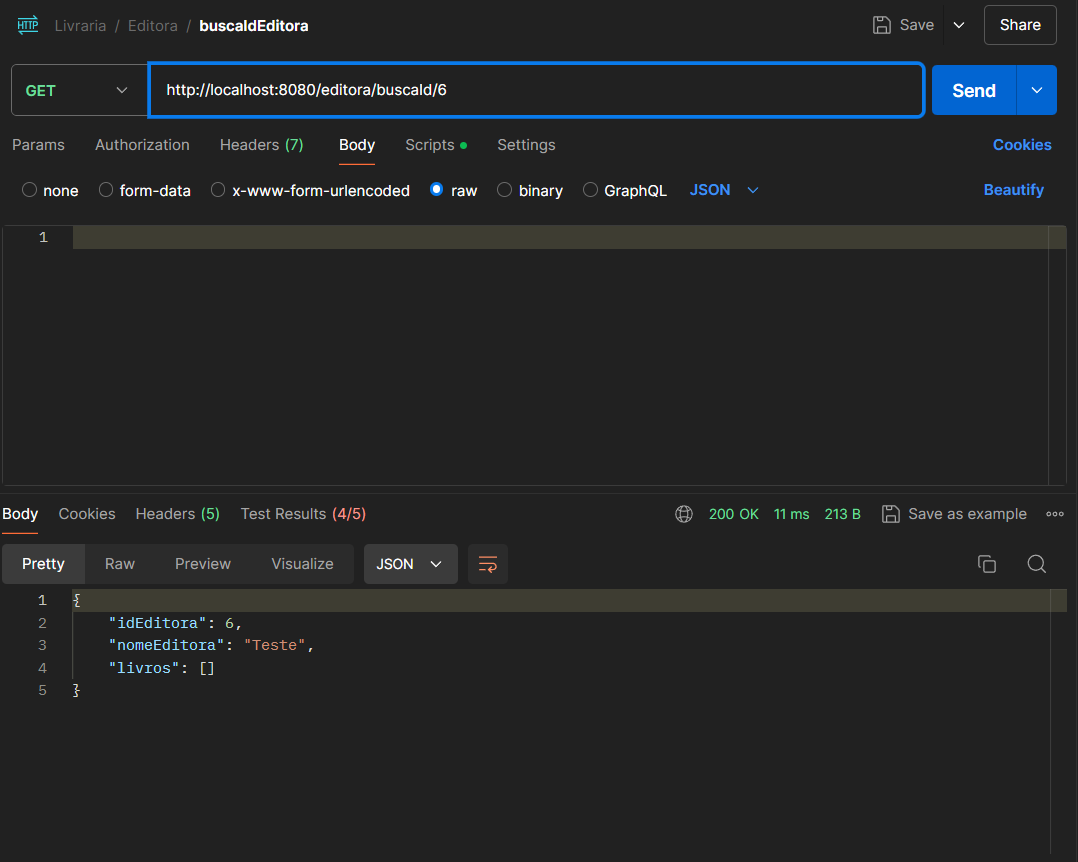 HTTP Livraria / Editora / buscaIdEditora Save Share
GET http://localhost:8080/editora/buscaId/6 Send
Params Authorization Headers (7) Body Scripts Settings Cookies
none form-data x-www-form-urlencoded raw binary GraphQL JSON Beautify
1
Body Cookies Headers (5) Test Results (4/5) 200 OK 11 ms 213 B Save as example
Pretty Raw Preview Visualize JSON
1 {
2 "idEditora": 6,
3 "nomeEditora": "Teste",
4 "livros": []
5 }